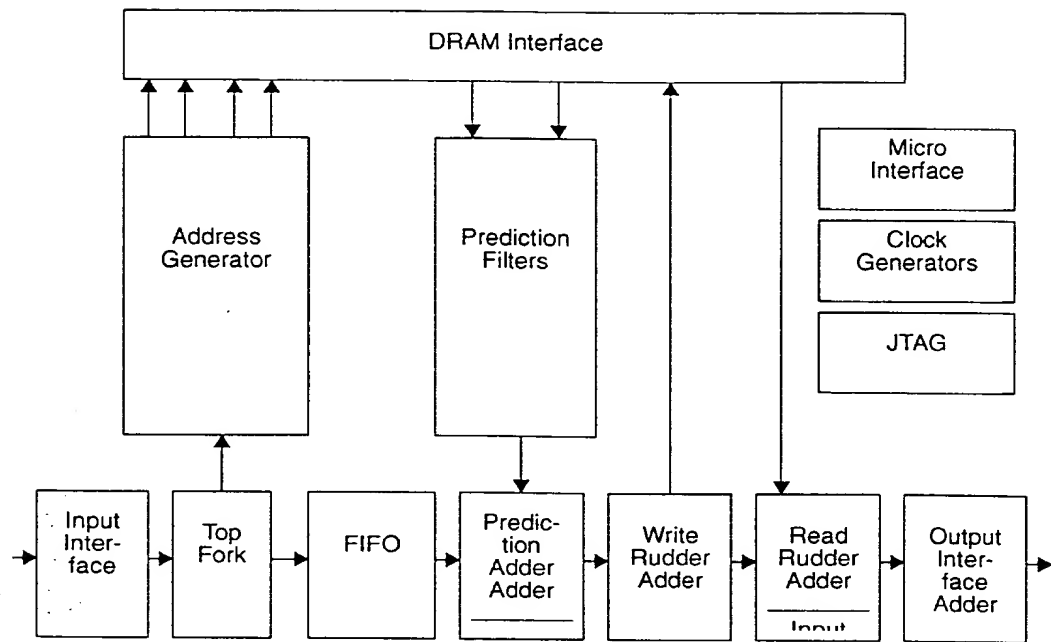 DRAM Interface
Micro
Interface
Address
Generator
Prediction
Filters
Clock
Generators
JTAG
Input
Inter-
face
Top
Fork
FIFO
Predic-
tion
Adder
Adder
Write
Rudder
Adder
Read
Rudder
Adder
Input
Output
Inter-
face
Adder